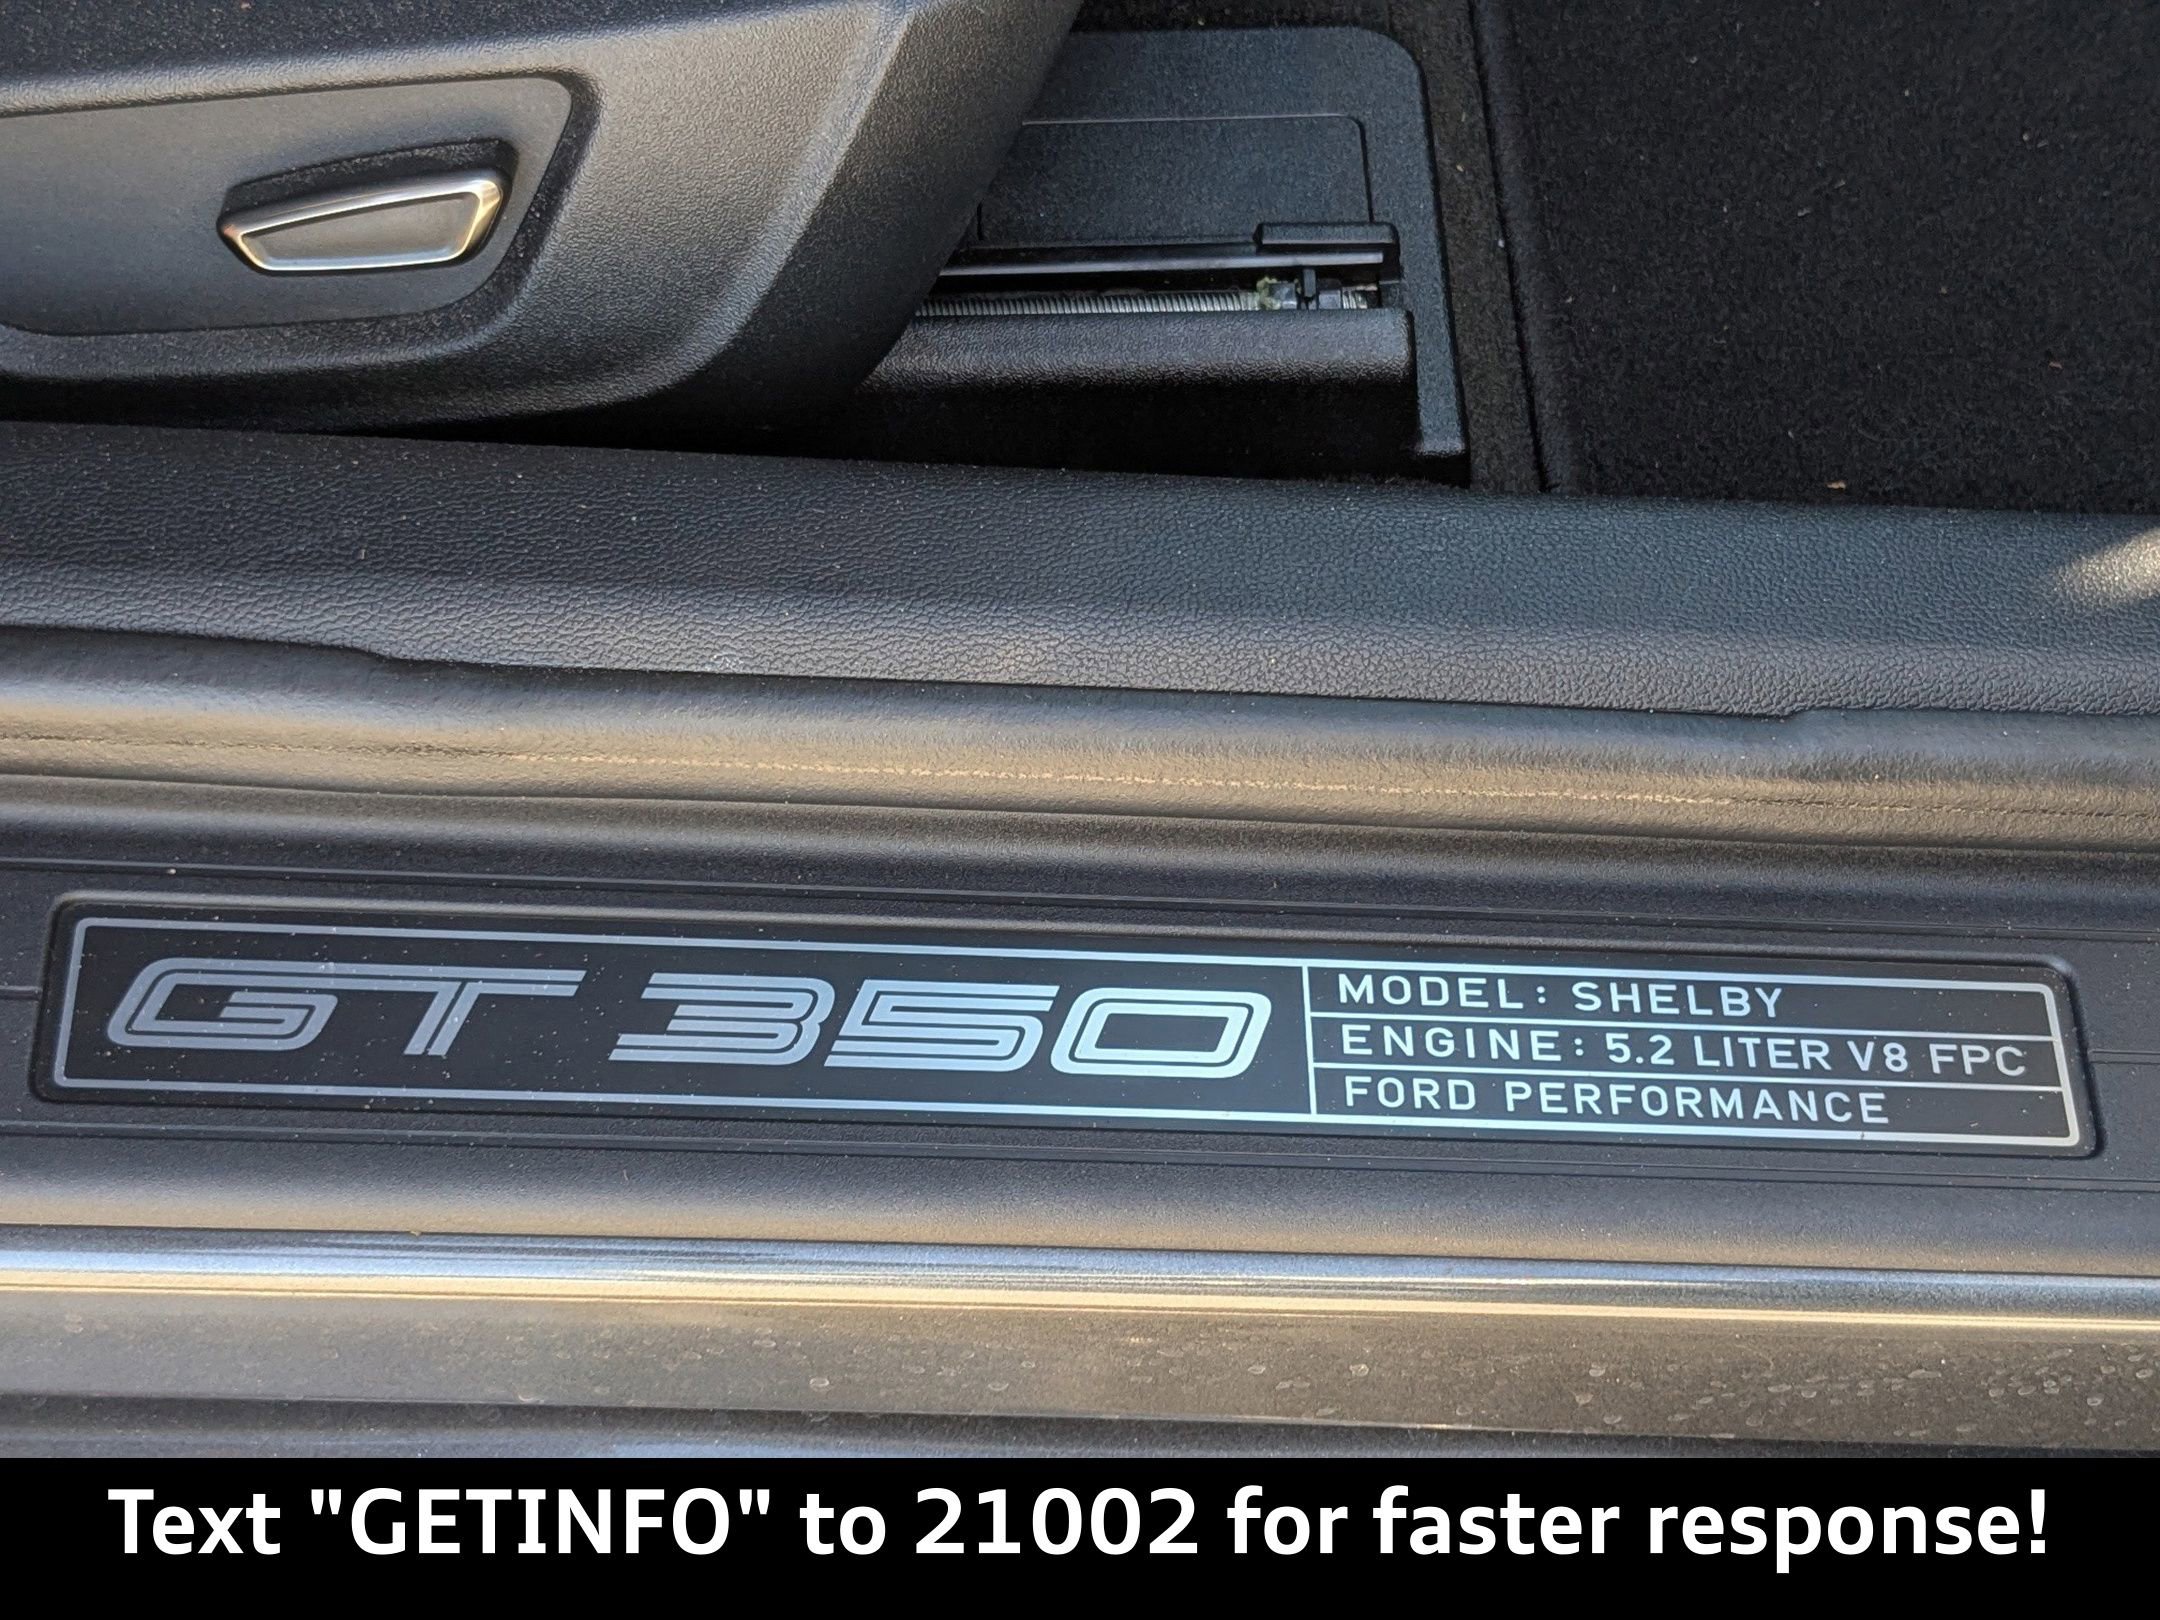 GT 350
MODEL: SHELBY
ENGINE: 5.2 LITER V8 FPC
FORD PERFORMANCE
Text "GETINFO" to 21002 for faster response!